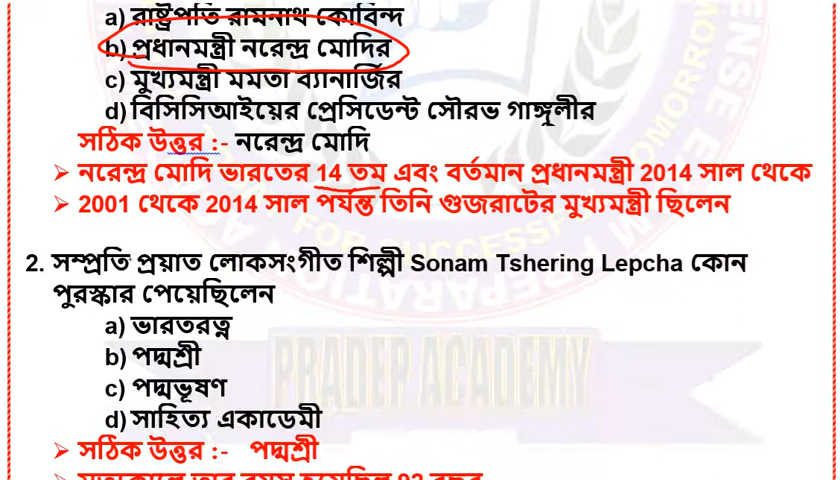 a) রাষ্ট্রপতি রামনাথ কোবিন্দ
b) প্রধানমন্ত্রী নরেন্দ্র মোদির
c) মুখ্যমন্ত্রী মমতা ব্যানার্জির
d) বিসিসিআইয়ের প্রেসিডেন্ট সৌরভ গাঙ্গুলীর
সঠিক উত্তুর :- নরেন্দ্র মোদি
➢ নরেন্দ্র মোদি ভারতের 14 তম এবং বর্তমান প্রধানমন্ত্রী 2014 সাল থেকে
➢ 2001 থেকে 2014 সাল পর্যন্ত তিনি গুজরাটের মুখ্যমন্ত্রী ছিলেন
2. সম্প্রতি প্রয়াত লোকসংগীত শিল্পী Sonam Tshering Lepcha কোন
পুরস্কার পেয়েছিলেন
a) ভারতরত্ন
b) পদ্মশ্রী
c) পদ্মভূষণ
d) সাহিত্য একাডেমী
➢ সঠিক উত্তুর :- পদ্মশ্রী
PRADEP ACADEMY